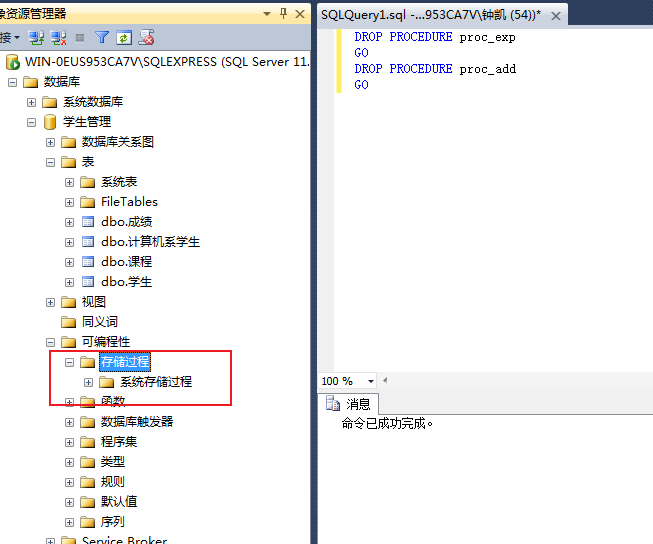 象资源管理器
接
WIN-0EUS953CA7V\SQLEXPRESS (SQL Server 11.
数据库
系统数据库
学生管理
数据库关系图
表
系统表
FileTables
dbo.成绩
dbo.计算机系学生
dbo.课程
dbo.学生
视图
同义词
可编程性
存储过程
系统存储过程
函数
数据库触发器
程序集
类型
规则
默认值
序列
Service Broker
SQLQuery1.sql -...953CA7V\钟凯 (54))*
DROP PROCEDURE proc_exp
GO
DROP PROCEDURE proc_add
GO
100 %
消息
命令已成功完成。